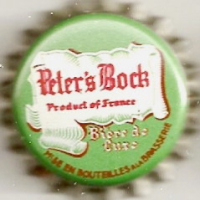 Peter's Bock
Product of France
Bière de
Luxe
MISE EN BOUTEILLES A LA BRASSERIE